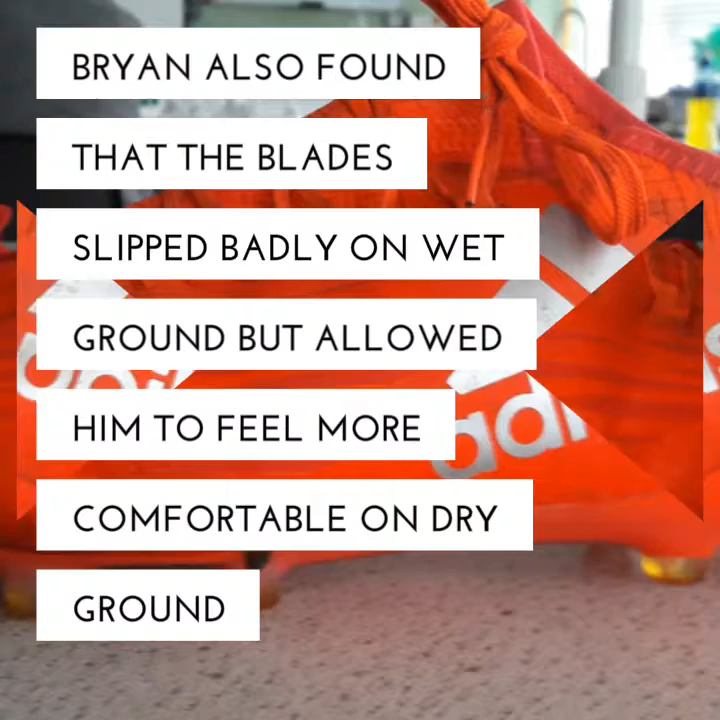 BRYAN ALSO FOUND
THAT THE BLADES
SLIPPED BADLY ON WET
GROUND BUT ALLOWED
HIM TO FEEL MORE
COMFORTABLE ON DRY
GROUND